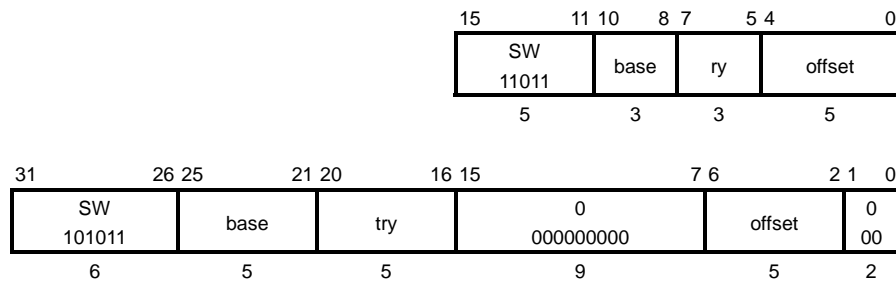 15 11 10 8 7 5 4 0
SW
11011 base ry offset
5 3 3 5
31 26 25 21 20 16 15 7 6 2 1 0
SW
101011 base try 0
000000000 offset 0
00
6 5 5 9 5 2